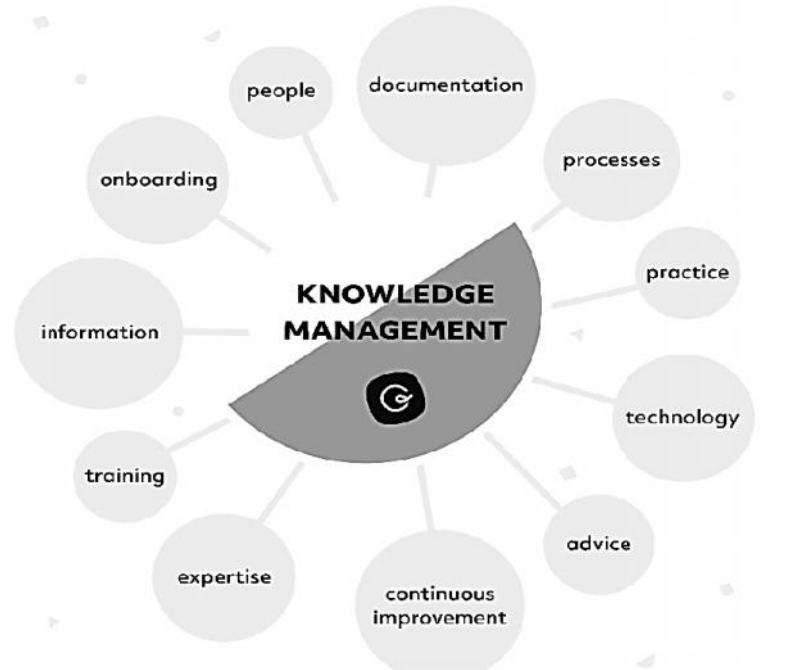 people
documentation
onboarding
processes
practice
KNOWLEDGE
MANAGEMENT
information
technology
training
advice
expertise
continuous
improvement